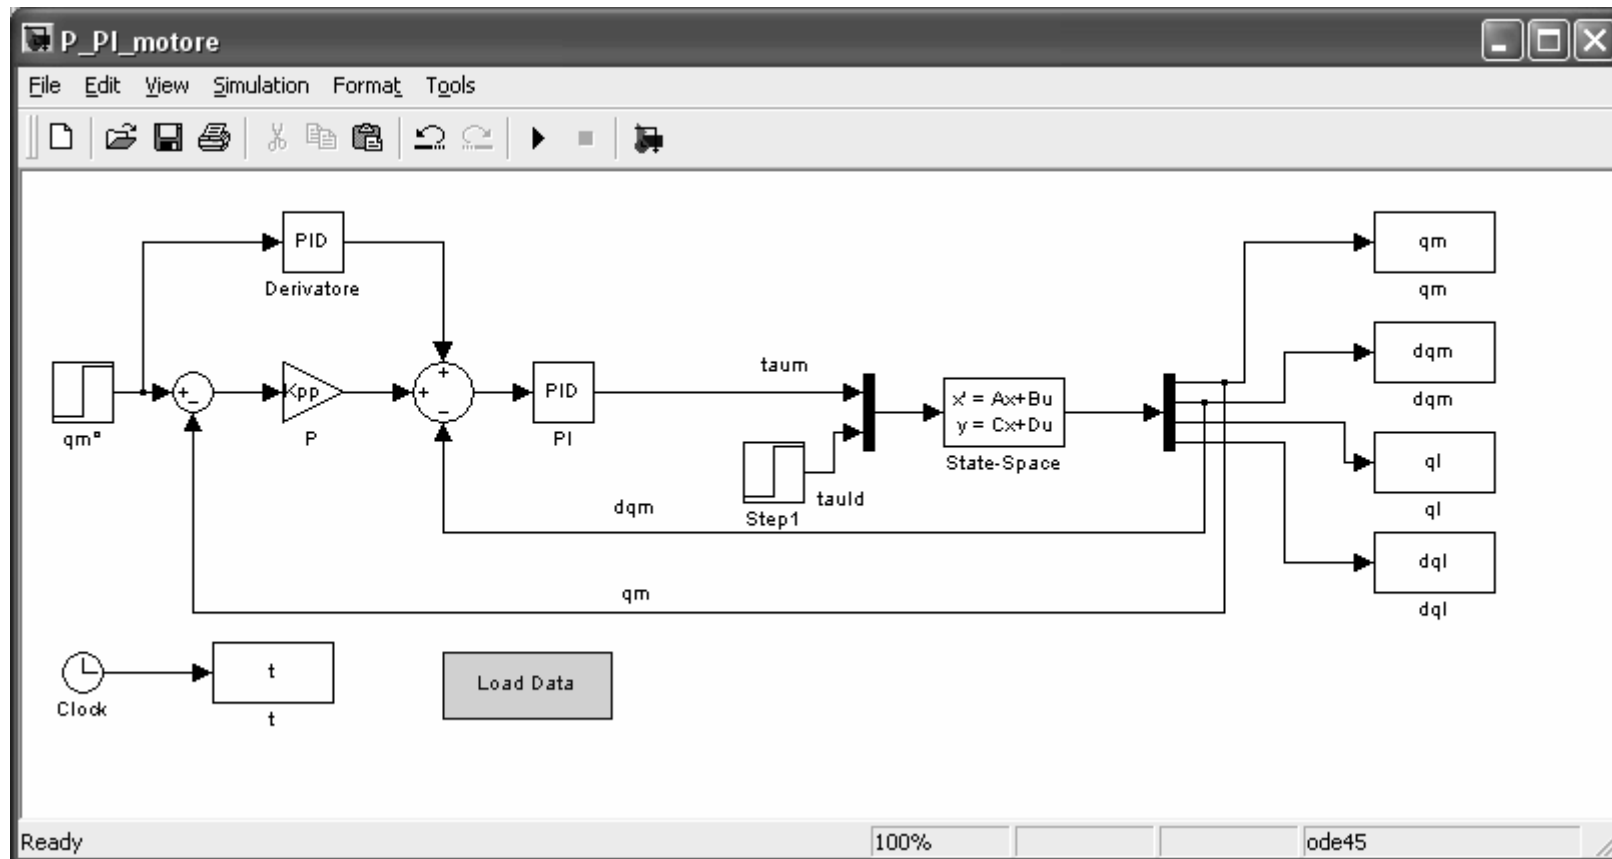 P_PI_motore
File Edit View Simulation Format Tools
PID
Derivatore
qm
qm
dqm
dqm
ql
ql
dql
dql
qm°
+
−
Kpp
P
+
+
−
PID
PI
taum
Step1
tauld
x' = Ax+Bu
y = Cx+Du
State-Space
dqm
qm
Clock
t
t
Load Data
Ready 100% ode45